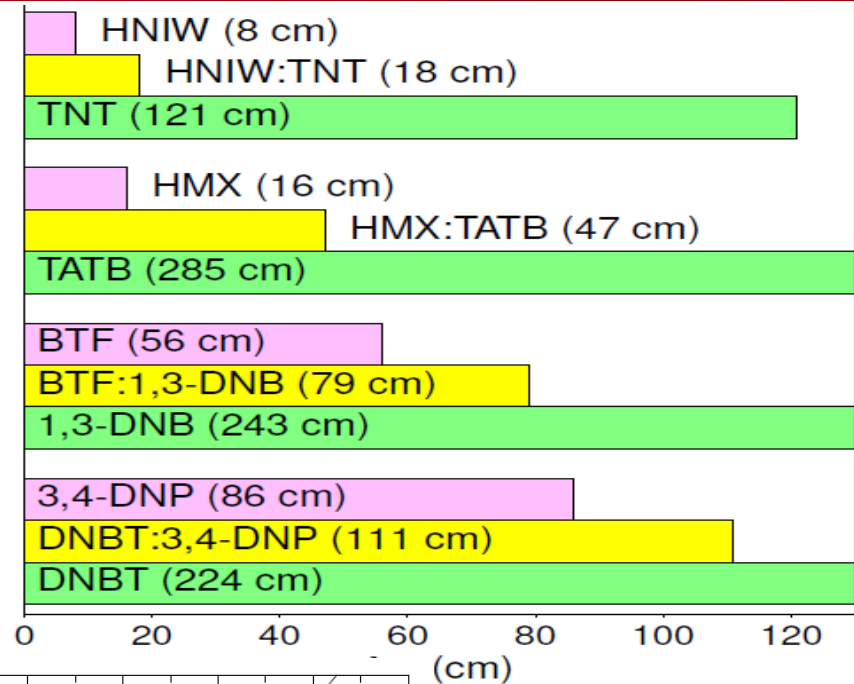 HNIW (8 cm)
HNIW:TNT (18 cm)
TNT (121 cm)
HMX (16 cm)
HMX:TATB (47 cm)
TATB (285 cm)
BTF (56 cm)
BTF:1,3-DNB (79 cm)
1,3-DNB (243 cm)
3,4-DNP (86 cm)
DNBT:3,4-DNP (111 cm)
DNBT (224 cm)
0 20 40 60 80 100 120
(cm)